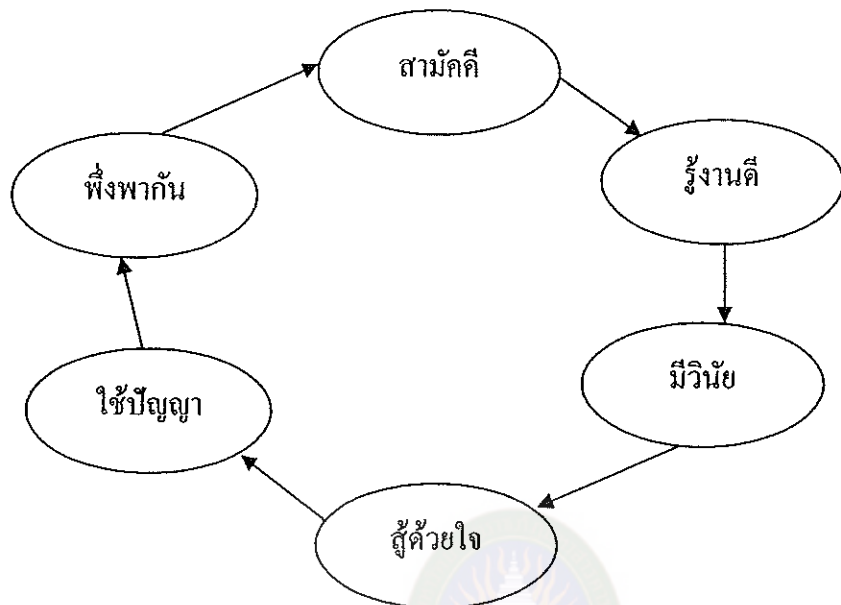 สามัคคี
รู้งานดี
มีวินัย
สู้ด้วยใจ
ใช้ปัญญา
พึ่งพากัน